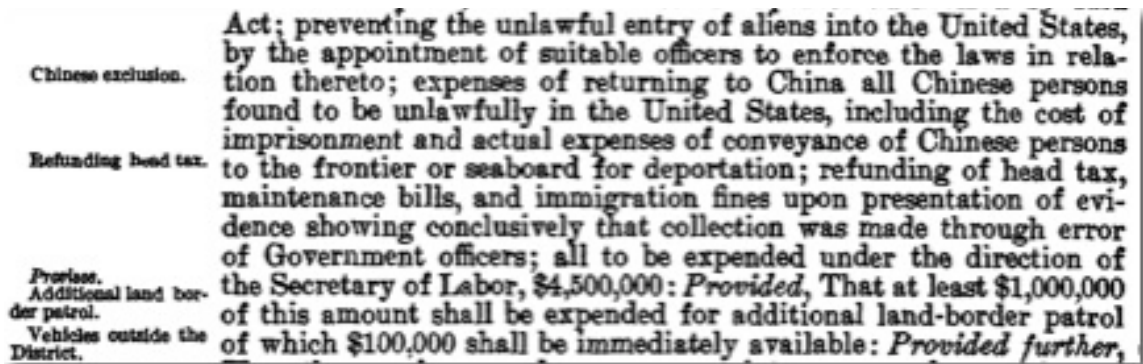 Act; preventing the unlawful entry of aliens into the United States,
by the appointment of suitable officers to enforce the laws in rela-
Chinese exclusion.
tion thereto; expenses of returning to China all Chinese persons
found to be unlawfully in the United States, including the cost of
imprisonment and actual expenses of conveyance of Chinese persons
Refunding head tax.
to the frontier or seaboard for deportation; refunding of head tax,
maintenance bills, and immigration fines upon presentation of evi-
dence showing conclusively that collection was made through error
of Government officers; all to be expended under the direction of
Provisos.
Additional land bor-
der patrol.
the Secretary of Labor, $4,500,000: Provided, That at least $1,000,000
of this amount shall be expended for additional land-border patrol
Vehicles outside the
District.
of which $100,000 shall be immediately available: Provided further,